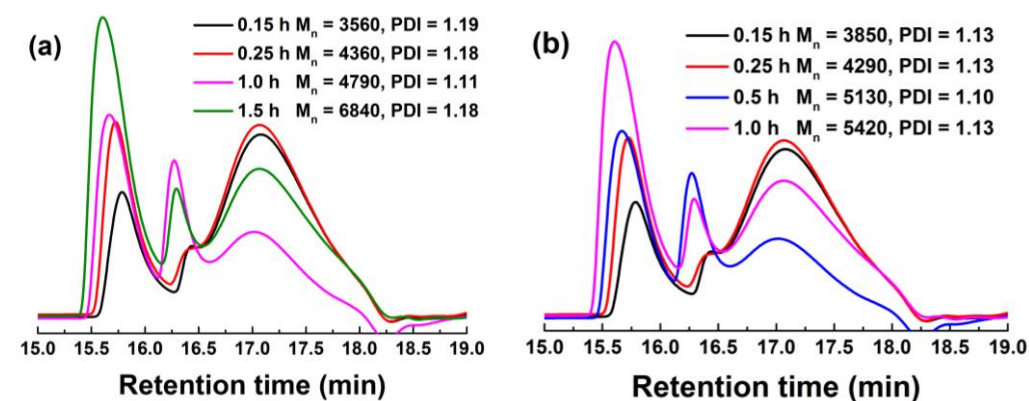 (a)
0.15 h Mn = 3560, PDI = 1.19
0.25 h Mn = 4360, PDI = 1.18
1.0 h Mn = 4790, PDI = 1.11
1.5 h Mn = 6840, PDI = 1.18
15.0 15.5 16.0 16.5 17.0 17.5 18.0 18.5 19.0
Retention time (min)
(b)
0.15 h Mn = 3850, PDI = 1.13
0.25 h Mn = 4290, PDI = 1.13
0.5 h Mn = 5130, PDI = 1.10
1.0 h Mn = 5420, PDI = 1.13
15.0 15.5 16.0 16.5 17.0 17.5 18.0 18.5 19.0
Retention time (min)